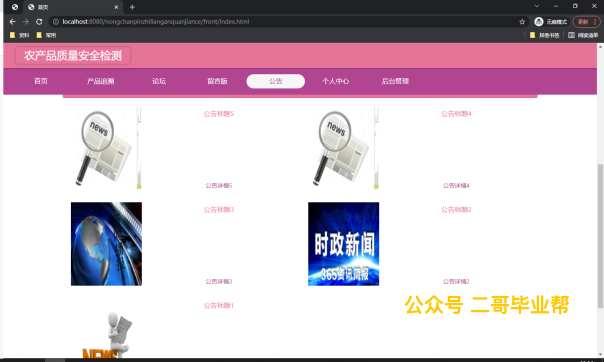 首页
localhost:8080/nongchanpinzhilianganquanjiance/front/index.html
无痕模式
更新
资料
常用
其他书签
阅读清单
农产品质量安全检测
首页 产品追溯 论坛 留言版 公告 个人中心 后台管理
news
公告标题5
公告详情5
news
公告标题4
公告详情4
公告标题3
公告详情3
时政新闻
365资讯简报
公告标题2
公告详情2
公告标题1
NEWS
公众号 二哥毕业帮